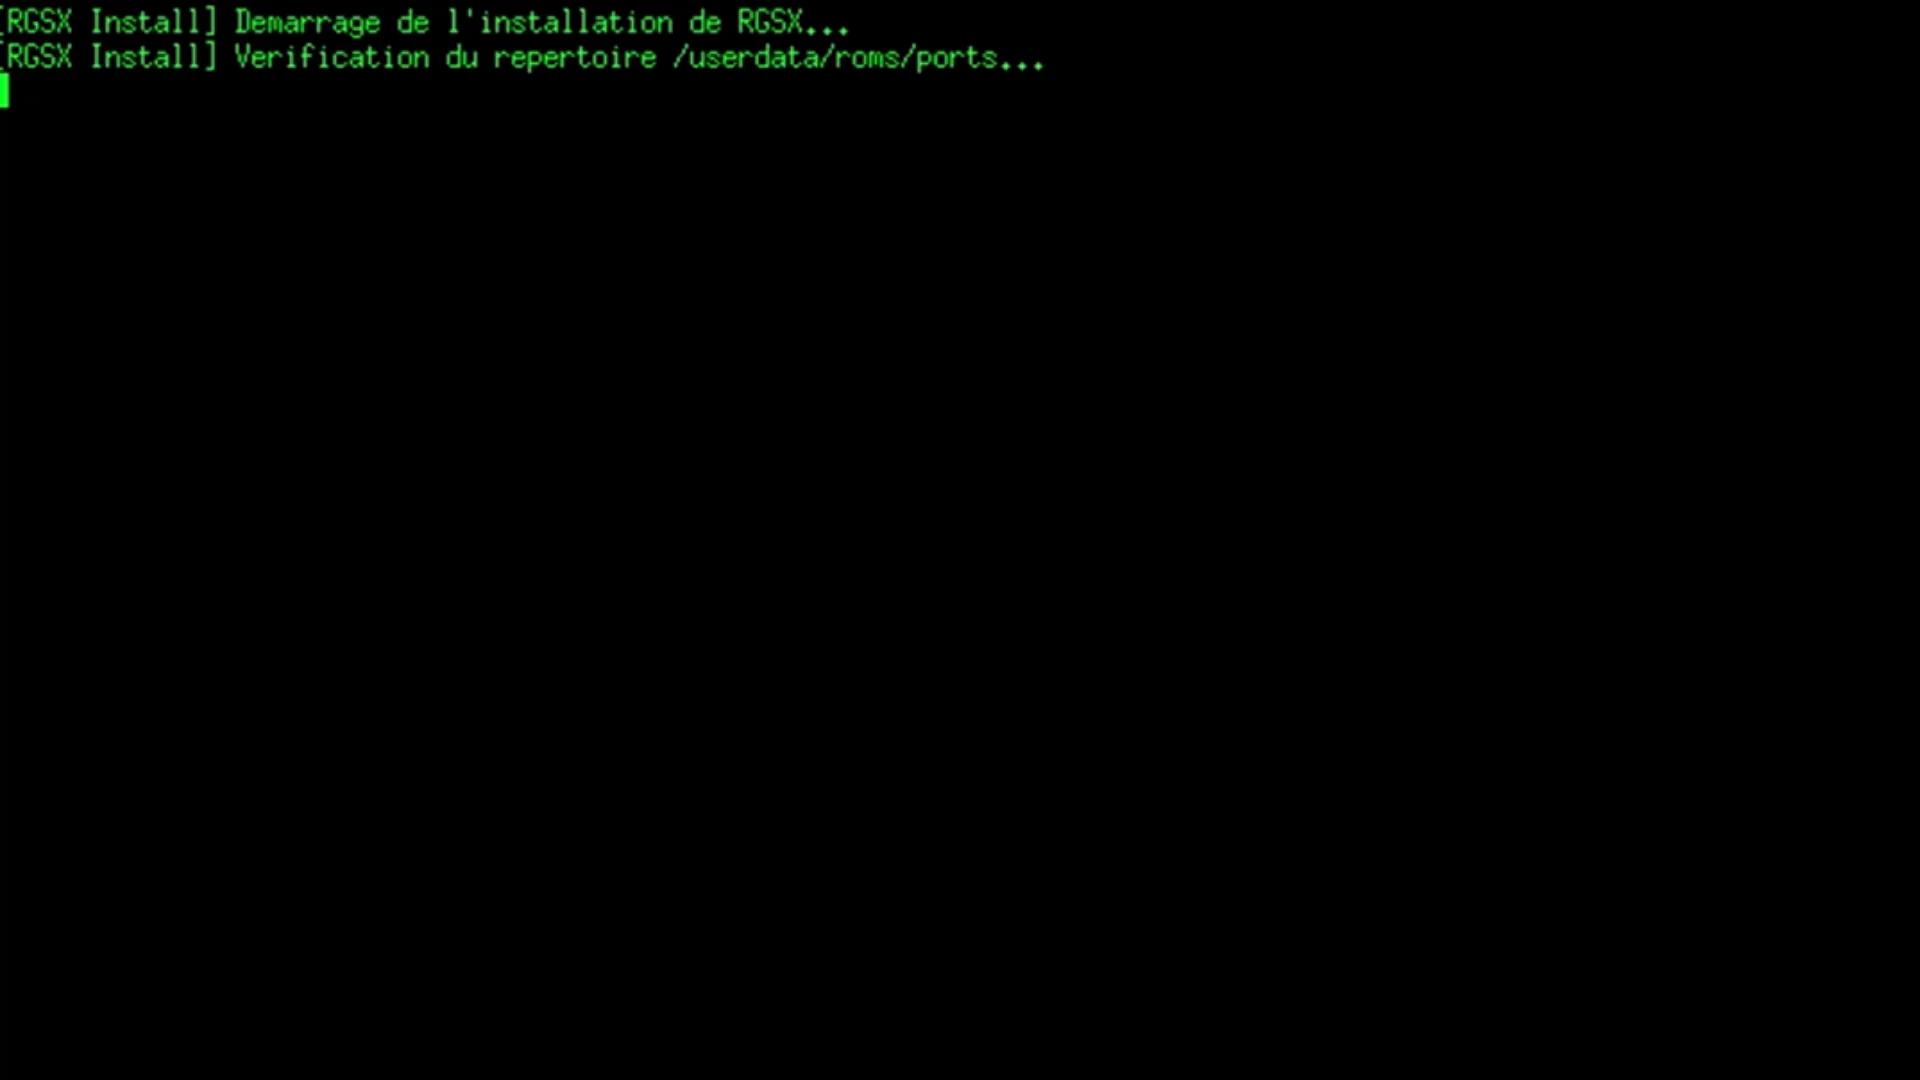 [RGSX Install] Demarrage de l'installation de RGSX...
[RGSX Install] Verification du repertoire /userdata/roms/ports...